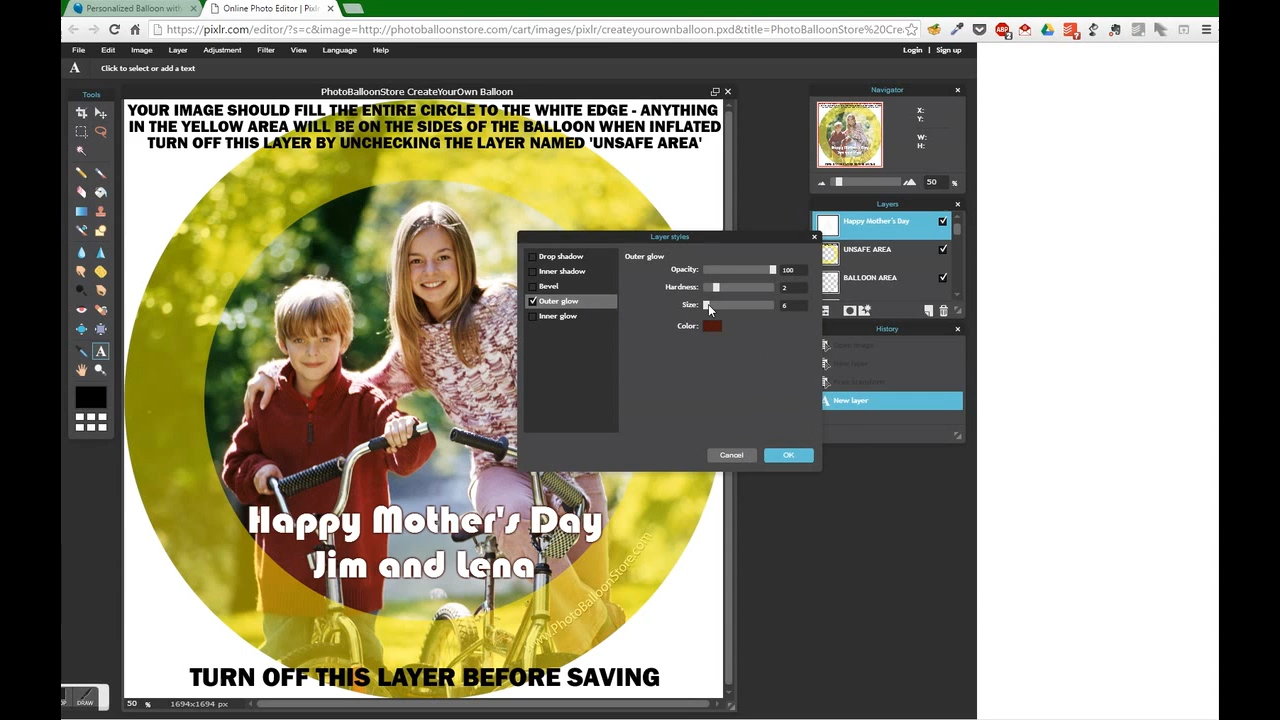 Personalized Balloon with
Online Photo Editor | Pixlr
https://pixlr.com/editor/?s=c&image=http://photoballoonstore.com/cart/images/pixlr/createyourownballoon.pxd&title=PhotoBalloonStore%20Cre
File Edit Image Layer Adjustment Filter View Language Help
Login | Sign up
A Click to select or add a text
Tools
PhotoBalloonStore CreateYourOwn Balloon
YOUR IMAGE SHOULD FILL THE ENTIRE CIRCLE TO THE WHITE EDGE - ANYTHING
IN THE YELLOW AREA WILL BE ON THE SIDES OF THE BALLOON WHEN INFLATED
TURN OFF THIS LAYER BY UNCHECKING THE LAYER NAMED 'UNSAFE AREA'
Happy Mother's Day
Jim and Lena
www.PhotoBalloonStore.com
TURN OFF THIS LAYER BEFORE SAVING
50 % 1694x1694 px
DRAW
Layer styles
Drop shadow
Inner shadow
Bevel
Outer glow
Inner glow
Outer glow
Opacity: 100
Hardness: 2
Size: 6
Color:
Cancel OK
Navigator
X:
Y:
W:
H:
50 %
Layers
Happy Mother's Day
UNSAFE AREA
BALLOON AREA
History
Open image
New layer
Free transform
New layer